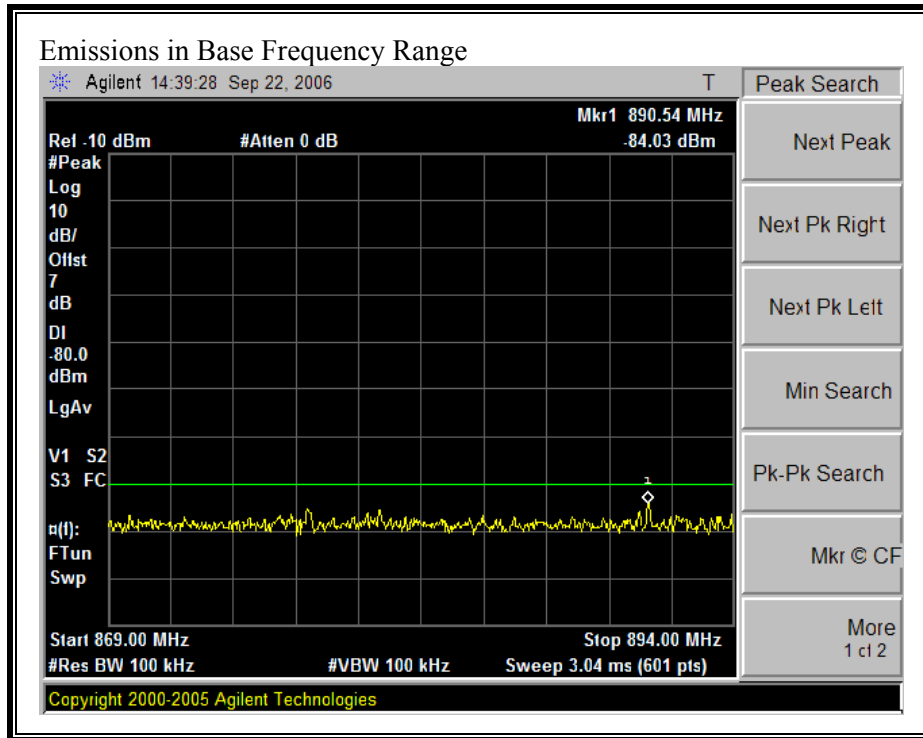 Emissions in Base Frequency Range
Agilent 14:39:28 Sep 22, 2006 T
Peak Search
Mkr1 890.54 MHz
Ref -10 dBm #Atten 0 dB -84.03 dBm
#Peak
Log
10
dB/
Offst
7
dB
DI
-80.0
dBm
LgAv
V1 S2
S3 FC
1
¤(f):
FTun
Swp
Start 869.00 MHz Stop 894.00 MHz
#Res BW 100 kHz #VBW 100 kHz Sweep 3.04 ms (601 pts)
Copyright 2000-2005 Agilent Technologies
Next Peak
Next Pk Right
Next Pk Left
Min Search
Pk-Pk Search
Mkr © CF
More
1 of 2